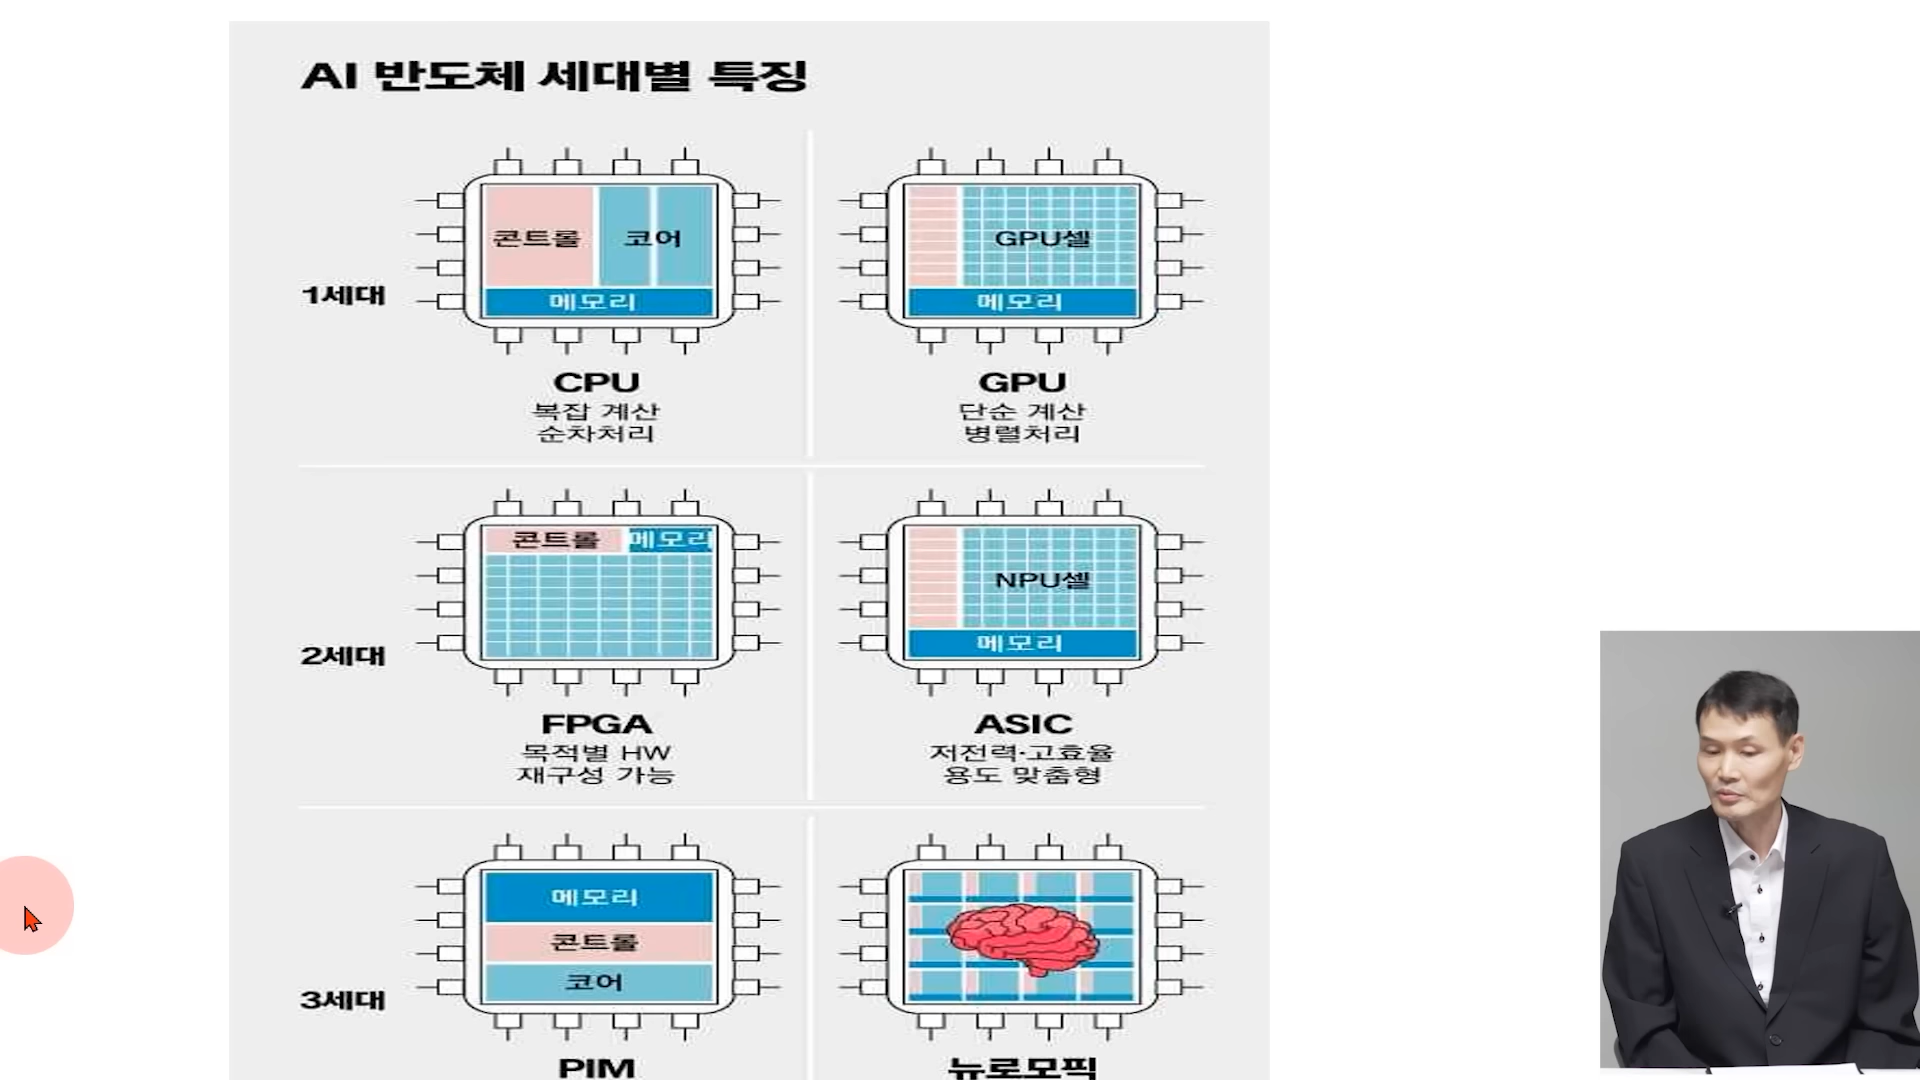 AI 반도체 세대별 특징
1세대
콘트롤 코어
메모리
CPU
복잡 계산
순차처리
GPU셀
메모리
GPU
단순 계산
병렬처리
2세대
콘트롤 메모리
FPGA
목적별 HW
재구성 가능
NPU셀
메모리
ASIC
저전력·고효율
용도 맞춤형
3세대
메모리
콘트롤
코어
PIM
뉴로모픽